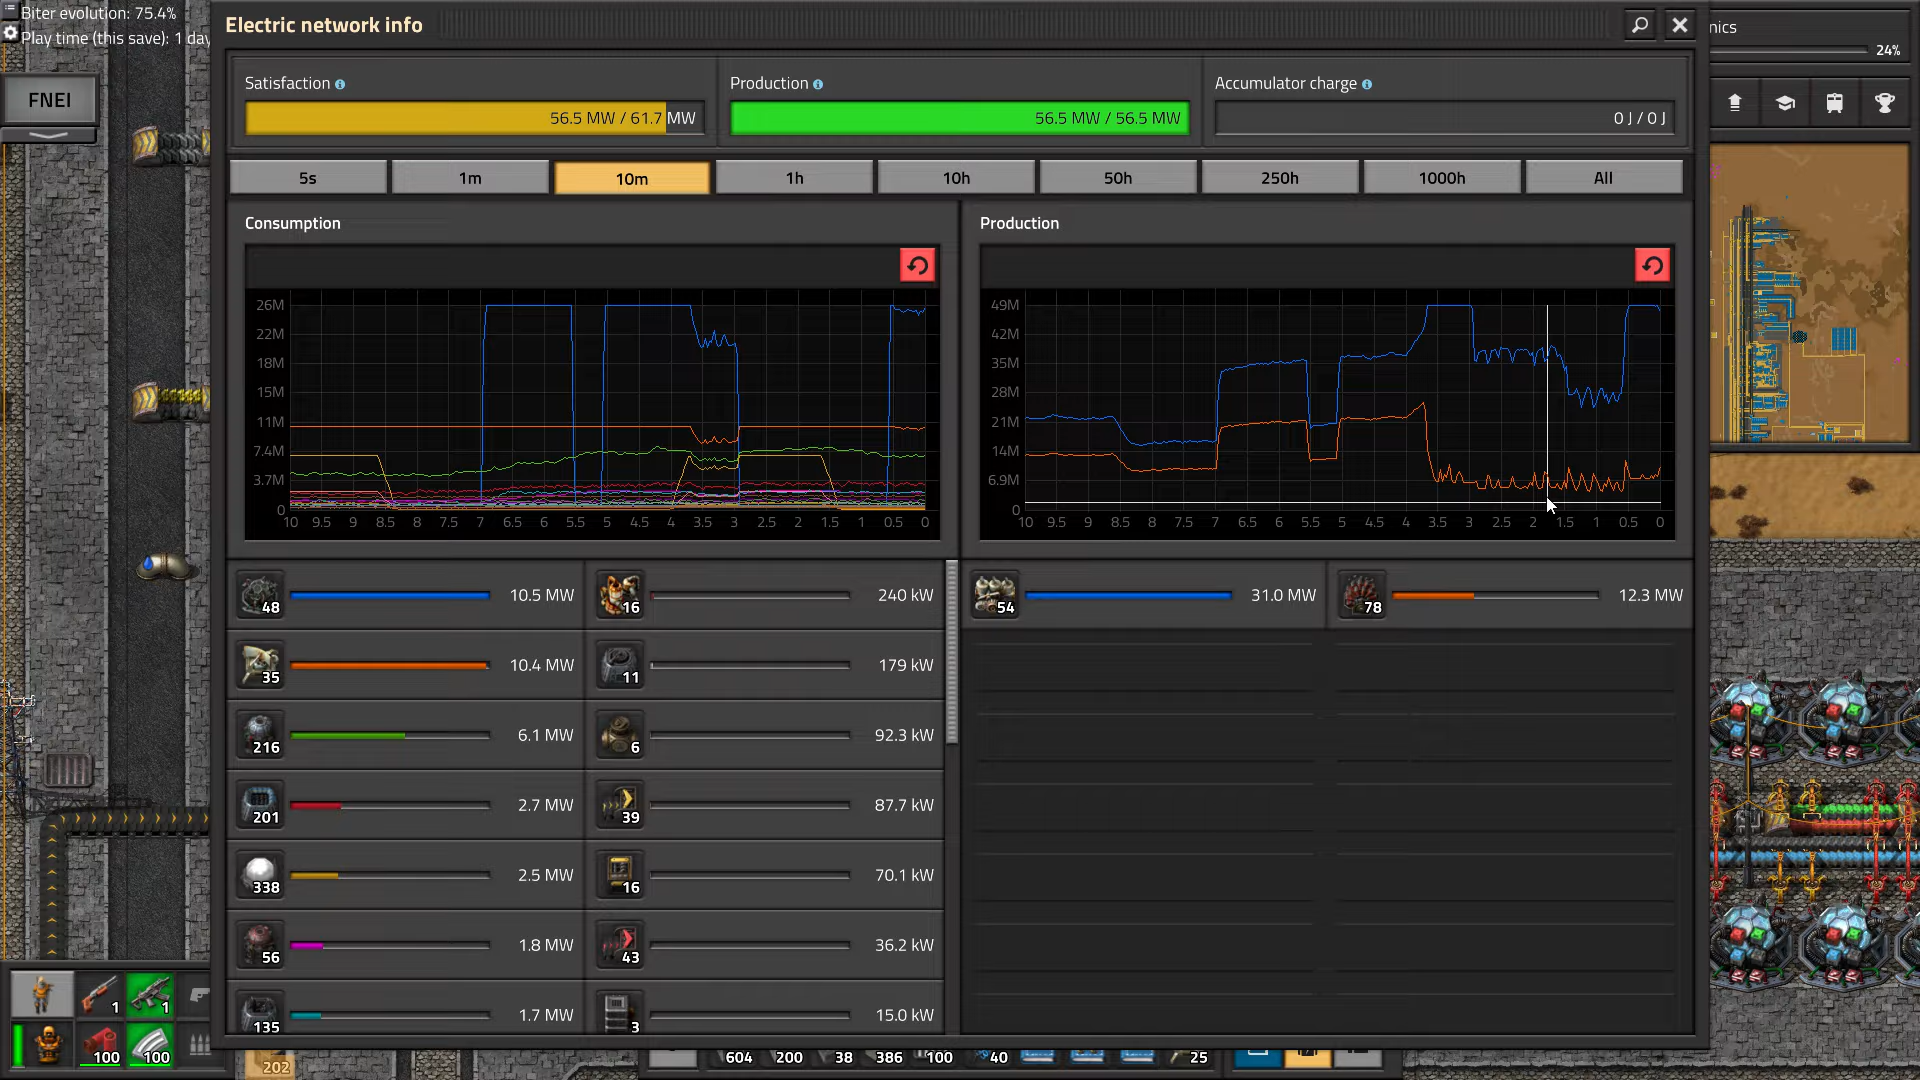 Biter evolution: 75.4%
Play time (this save): 1 day
FNEI
Electric network info
nics
24%
Satisfaction
56.5 MW / 61.7 MW
Production
56.5 MW / 56.5 MW
Accumulator charge
0 J / 0 J
5s 1m 10m 1h 10h 50h 250h 1000h All
Consumption
26M
22M
18M
15M
11M
7.4M
3.7M
0
10 9.5 9 8.5 8 7.5 7 6.5 6 5.5 5 4.5 4 3.5 3 2.5 2 1.5 1 0.5 0
Production
49M
42M
35M
28M
21M
14M
6.9M
0
10 9.5 9 8.5 8 7.5 7 6.5 6 5.5 5 4.5 4 3.5 3 2.5 2 1.5 1 0.5 0
48 10.5 MW
16 240 kW
35 10.4 MW
11 179 kW
216 6.1 MW
6 92.3 kW
201 2.7 MW
39 87.7 kW
338 2.5 MW
16 70.1 kW
56 1.8 MW
43 36.2 kW
135 1.7 MW
3 15.0 kW
54 31.0 MW
78 12.3 MW
1 1
100 100
202
604 200 38 386 100 40 25